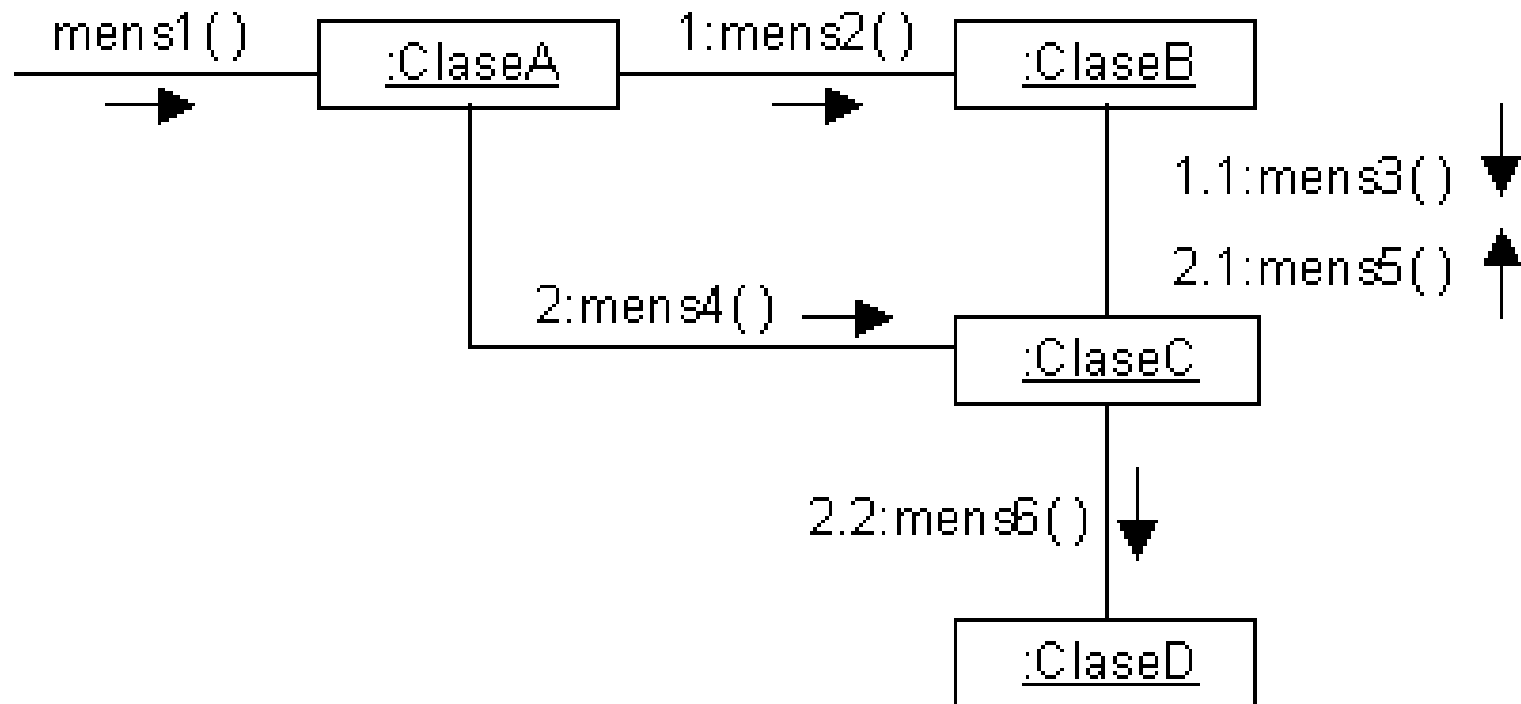 mens1()
:ClaseA
1:mens2()
:ClaseB
1.1:mens3()
2.1:mens5()
2:mens4()
:ClaseC
2.2:mens6()
:ClaseD